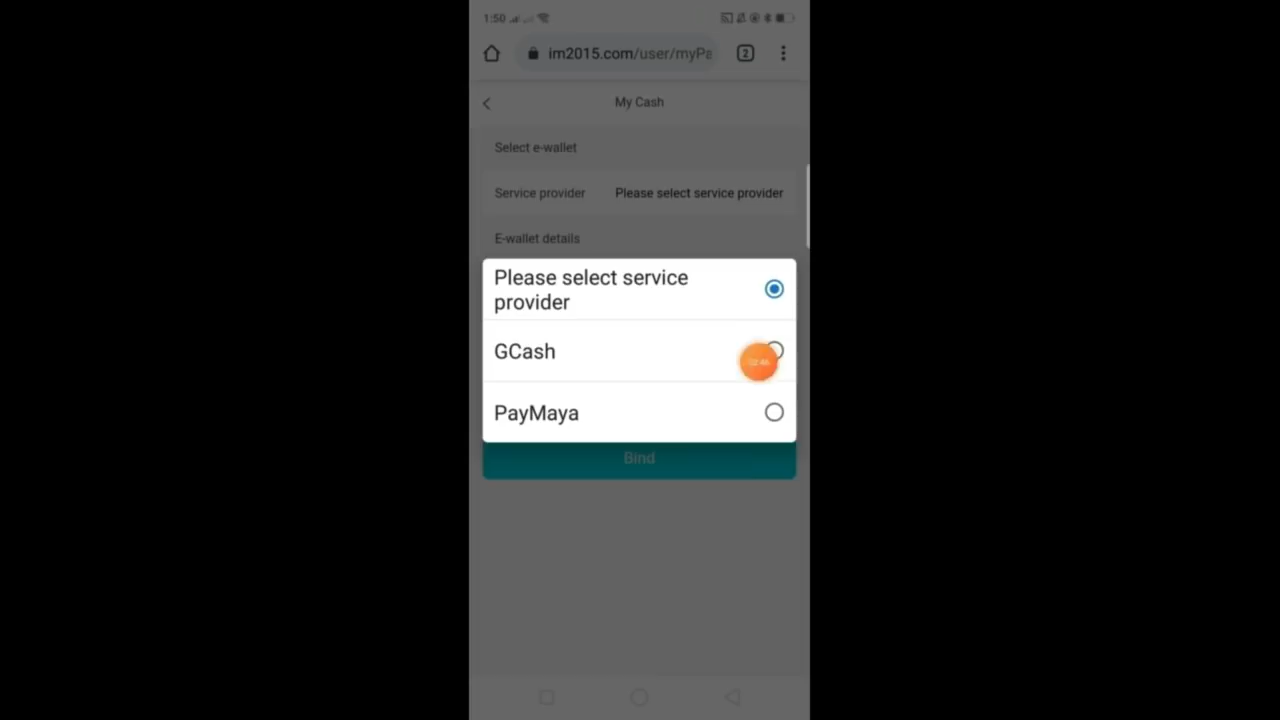 1:50
im2015.com/user/myPa
2
My Cash
Select e-wallet
Service provider
Please select service provider
E-wallet details
Please select service
provider
GCash
PayMaya
Bind